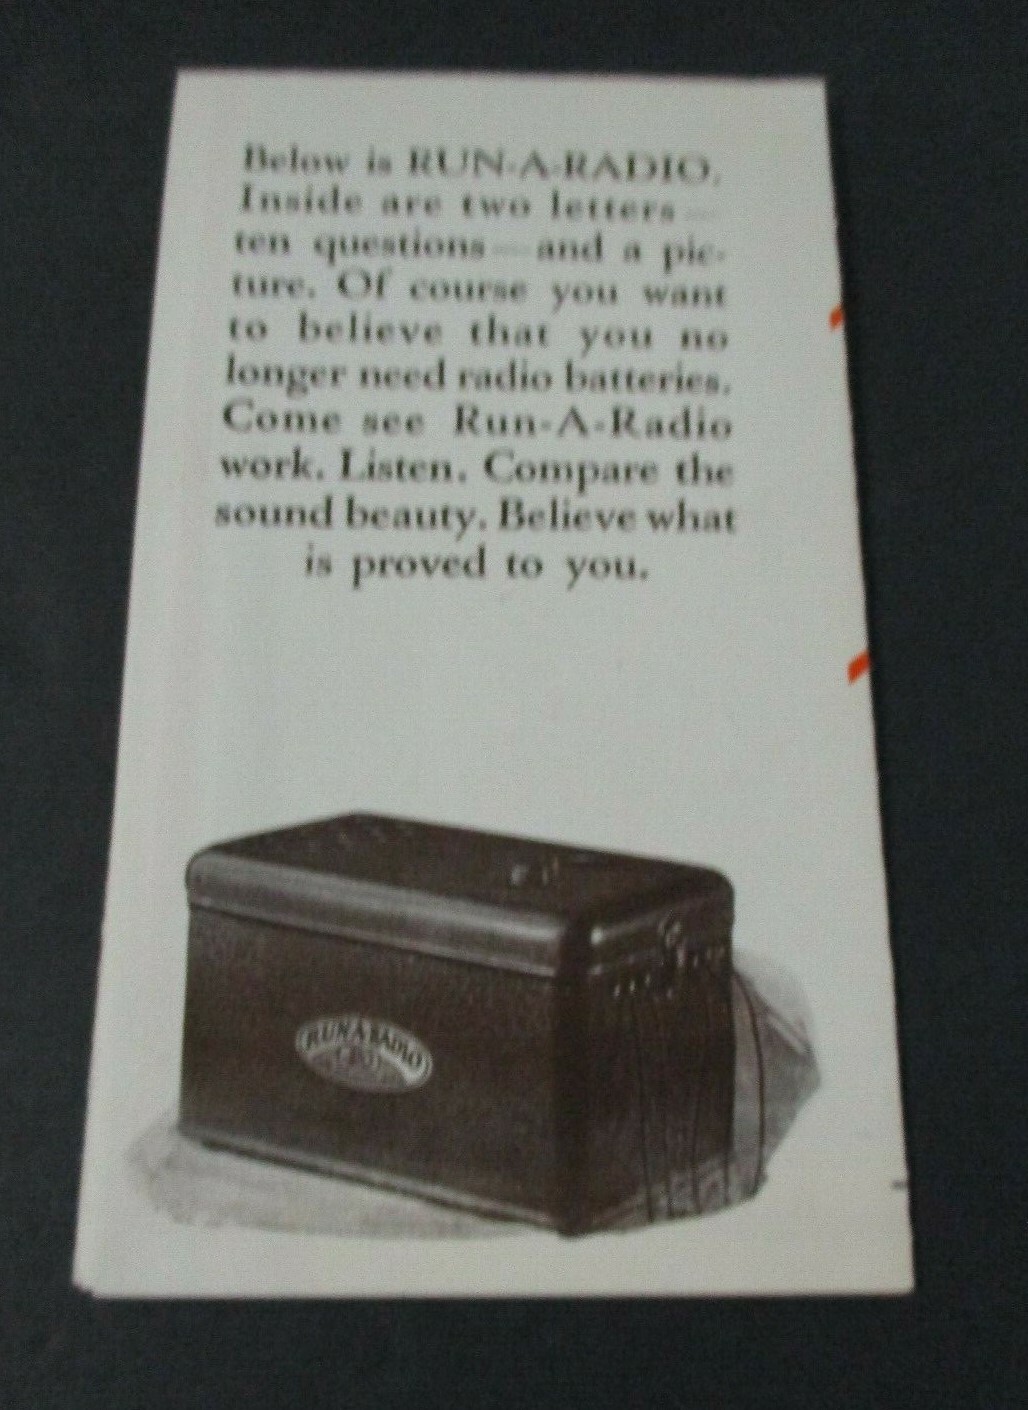 Below is RUN-A-RADIO.
Inside are two letters —
ten questions — and a pic-
ture. Of course you want
to believe that you no
longer need radio batteries.
Come see Run-A-Radio
work. Listen. Compare the
sound beauty. Believe what
is proved to you.
RUN-A-RADIO